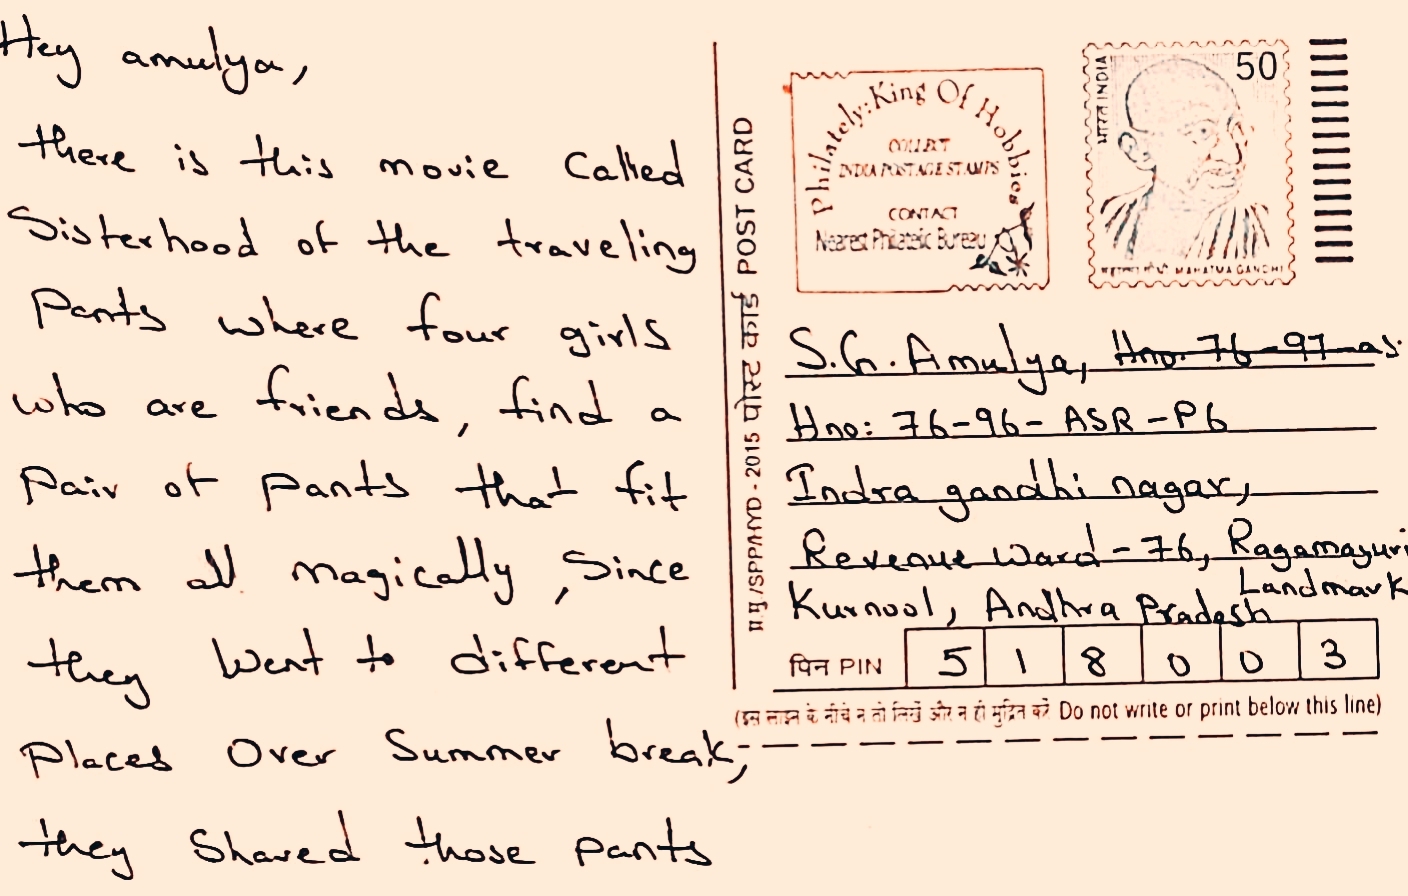 Hey amulya,
there is this movie Called
Sisterhood of the traveling
Pants where four girls
who are friends, find a
Pair of pants that fit
them all magically, Since
they Went to different
Places Over Summer break,
they Shared those pants
POST CARD
पोस्ट कार्ड
2015
Philately: King Of Hobbies
COLLECT
INDIA POSTAGE STAMPS
CONTACT
Nearest Philatelic Bureau
50
भारत INDIA
MAHATMA GANDHI
S.G. Amulya, Hno. 76-97-as
Hno: 76-96- ASR -P6
Indra gandhi nagar,
Revenue Ward - 76, Ragamayuri
Landmark
Kurnool, Andhra Pradesh
पिन PIN 5 1 8 0 0 3
(इस लाइन के नीचे न तो लिखें और न ही मुद्रित करें Do not write or print below this line)